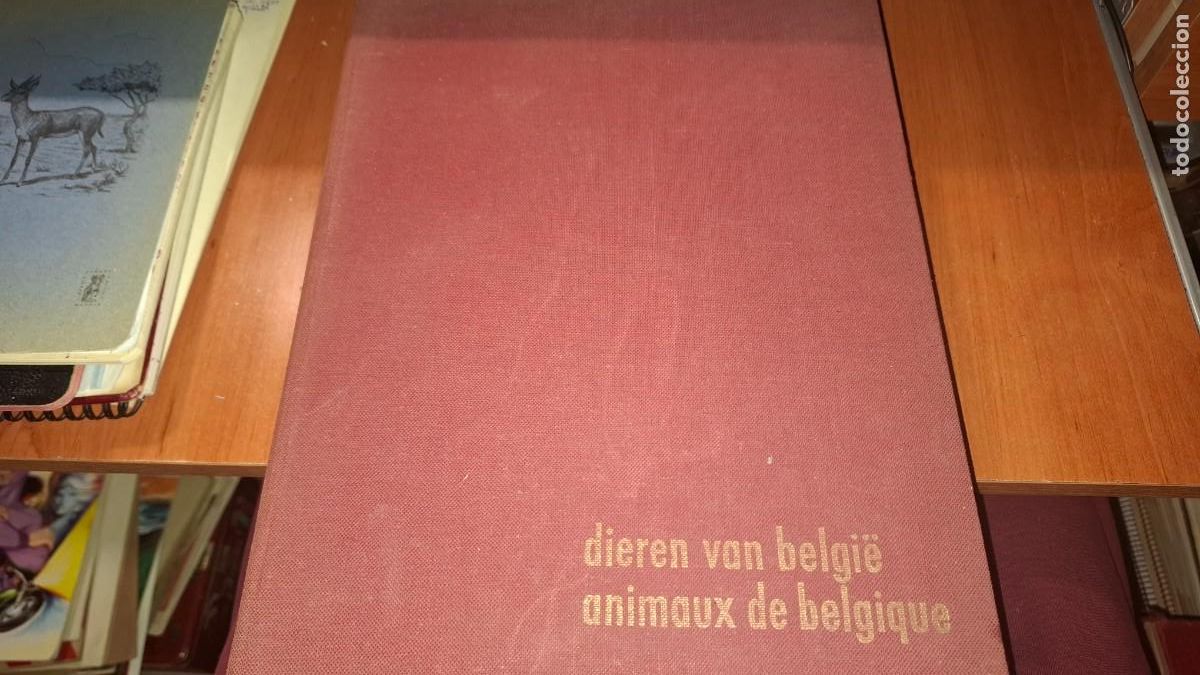 dieren van belgië
animaux de belgique
todocoleccion